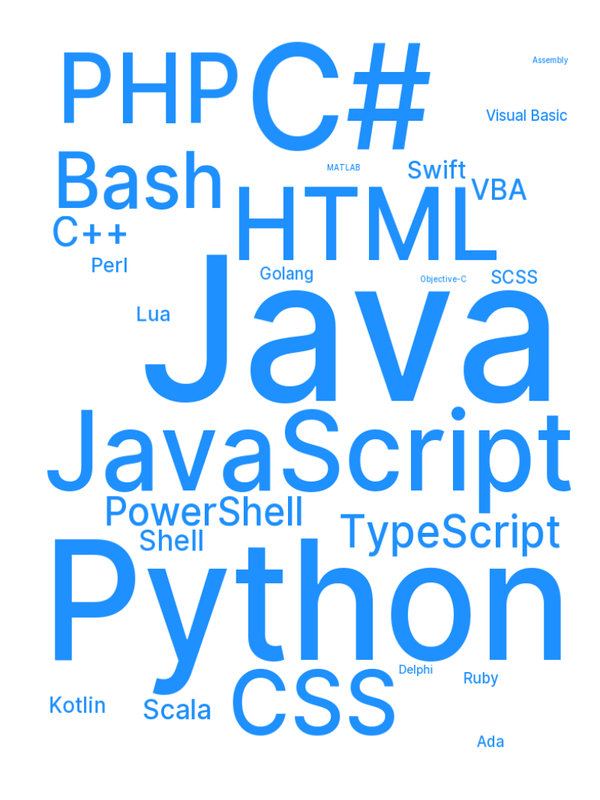 PHP
C#
Assembly
Visual Basic
Bash
MATLAB
Swift
VBA
C++
HTML
Perl
Golang
Objective-C
SCSS
Lua
Java
JavaScript
PowerShell
TypeScript
Shell
Python
Delphi
Ruby
Kotlin
Scala
CSS
Ada